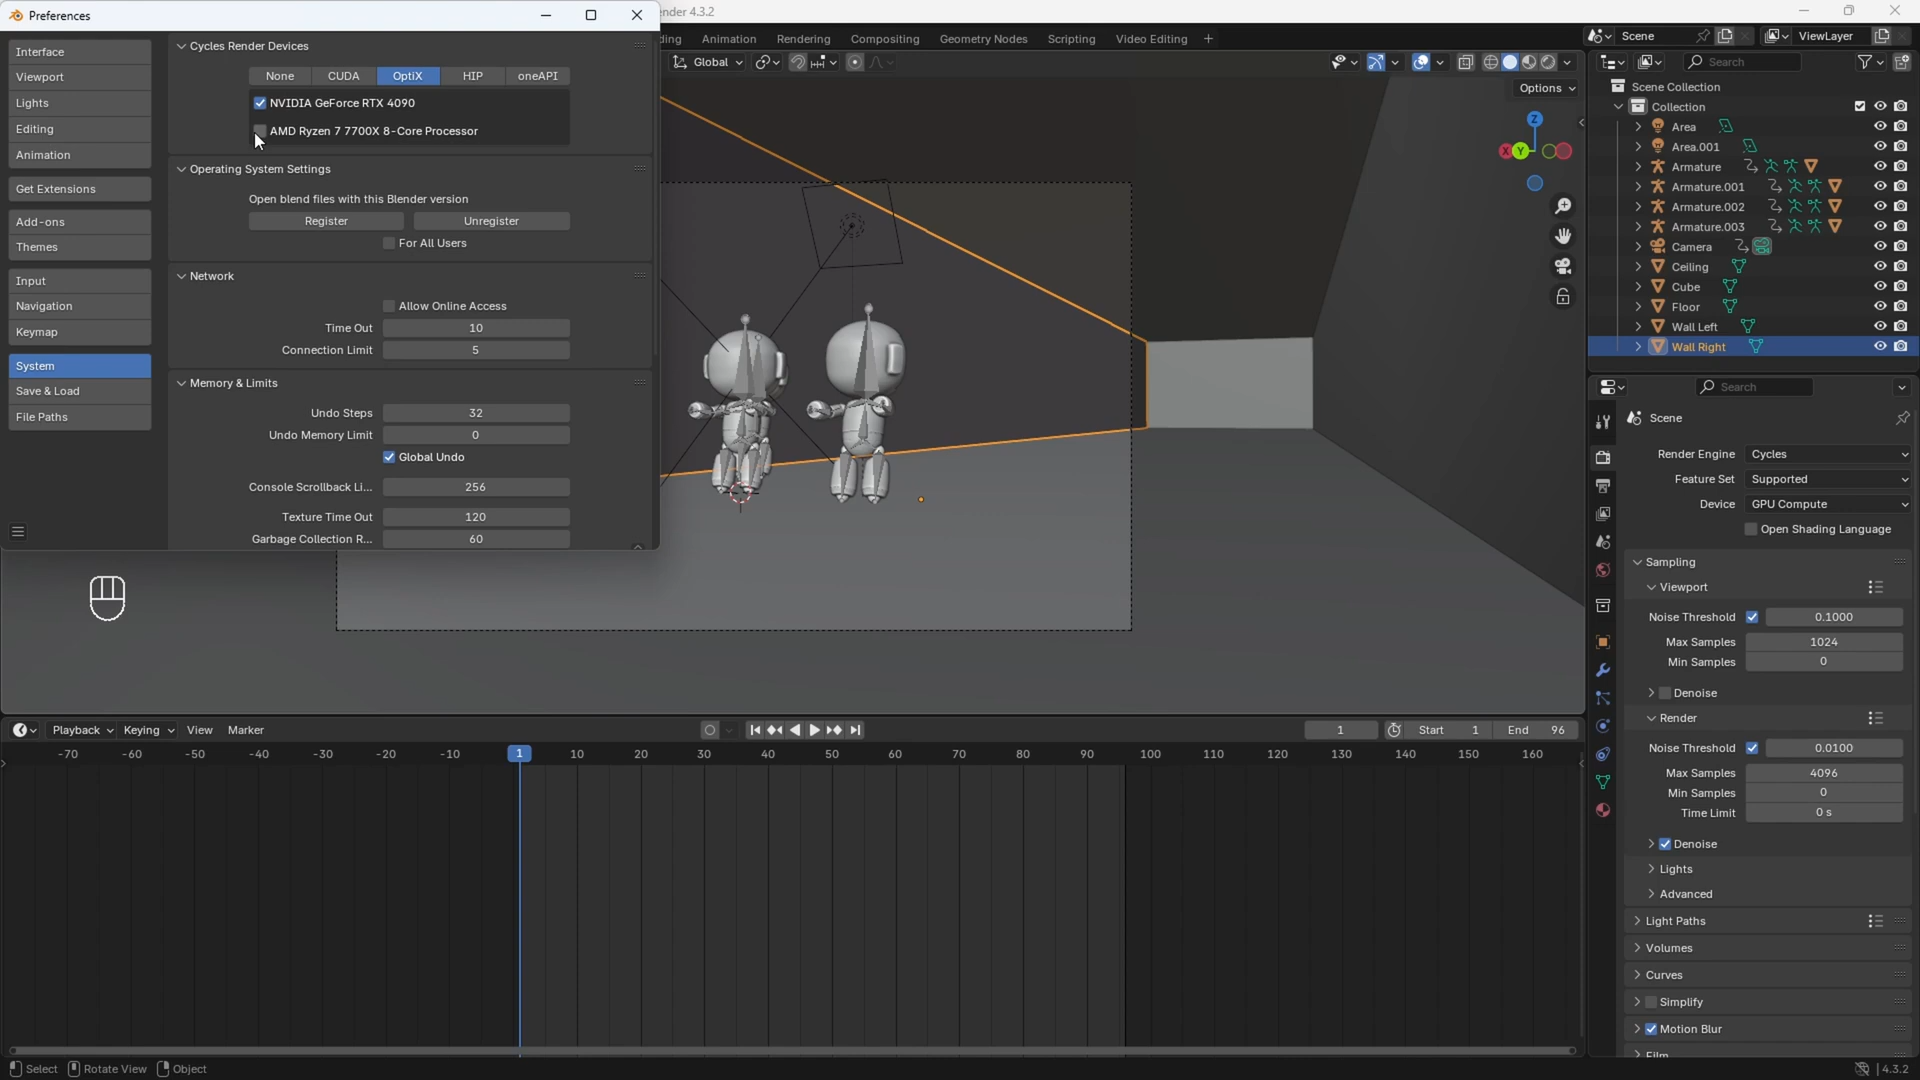 Preferences
ender 4.3.2
Interface
Viewport
Lights
Editing
Animation
Get Extensions
Add-ons
Themes
Input
Navigation
Keymap
System
Save & Load
File Paths
Cycles Render Devices
None CUDA OptiX HIP oneAPI
NVIDIA GeForce RTX 4090
AMD Ryzen 7 7700X 8-Core Processor
Operating System Settings
Open blend files with this Blender version
Register Unregister
For All Users
Network
Allow Online Access
Time Out 10
Connection Limit 5
Memory & Limits
Undo Steps 32
Undo Memory Limit 0
Global Undo
Console Scrollback Li... 256
Texture Time Out 120
Garbage Collection R... 60
ding Animation Rendering Compositing Geometry Nodes Scripting Video Editing +
Scene ViewLayer
Global
Options
Z
X Y
Search
Scene Collection
Collection
Area
Area.001
Armature
Armature.001
Armature.002
Armature.003
Camera
Ceiling
Cube
Floor
Wall Left
Wall Right
Search
Scene
Render Engine Cycles
Feature Set Supported
Device GPU Compute
Open Shading Language
Sampling
Viewport
Noise Threshold 0.1000
Max Samples 1024
Min Samples 0
Denoise
Render
Noise Threshold 0.0100
Max Samples 4096
Min Samples 0
Time Limit 0 s
Denoise
Lights
Advanced
Light Paths
Volumes
Curves
Simplify
Motion Blur
Film
Playback Keying View Marker
1 Start 1 End 96
-70 -60 -50 -40 -30 -20 -10 1 10 20 30 40 50 60 70 80 90 100 110 120 130 140 150 160
Select Rotate View Object
4.3.2